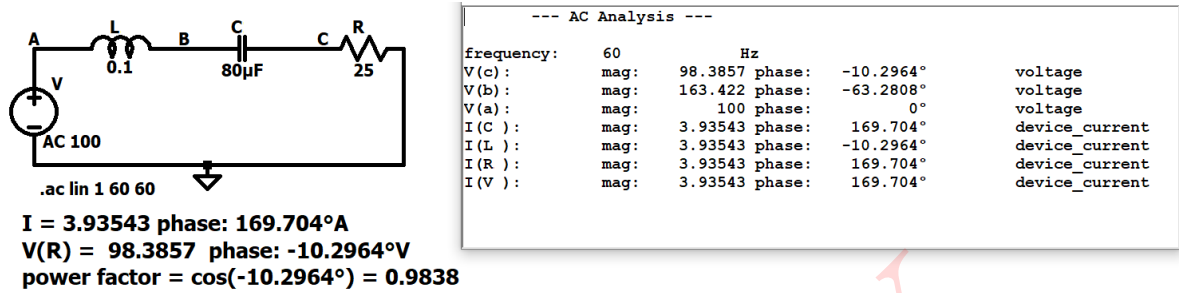 L
A
B
C
C
R
0.1
80µF
25
V
AC 100
.ac lin 1 60 60
I = 3.93543 phase: 169.704°A
V(R) = 98.3857 phase: -10.2964°V
power factor = cos(-10.2964°) = 0.9838
--- AC Analysis ---
frequency: 60 Hz
V(c): mag: 98.3857 phase: -10.2964° voltage
V(b): mag: 163.422 phase: -63.2808° voltage
V(a): mag: 100 phase: 0° voltage
I(C ): mag: 3.93543 phase: 169.704° device_current
I(L ): mag: 3.93543 phase: -10.2964° device_current
I(R ): mag: 3.93543 phase: 169.704° device_current
I(V ): mag: 3.93543 phase: 169.704° device_current